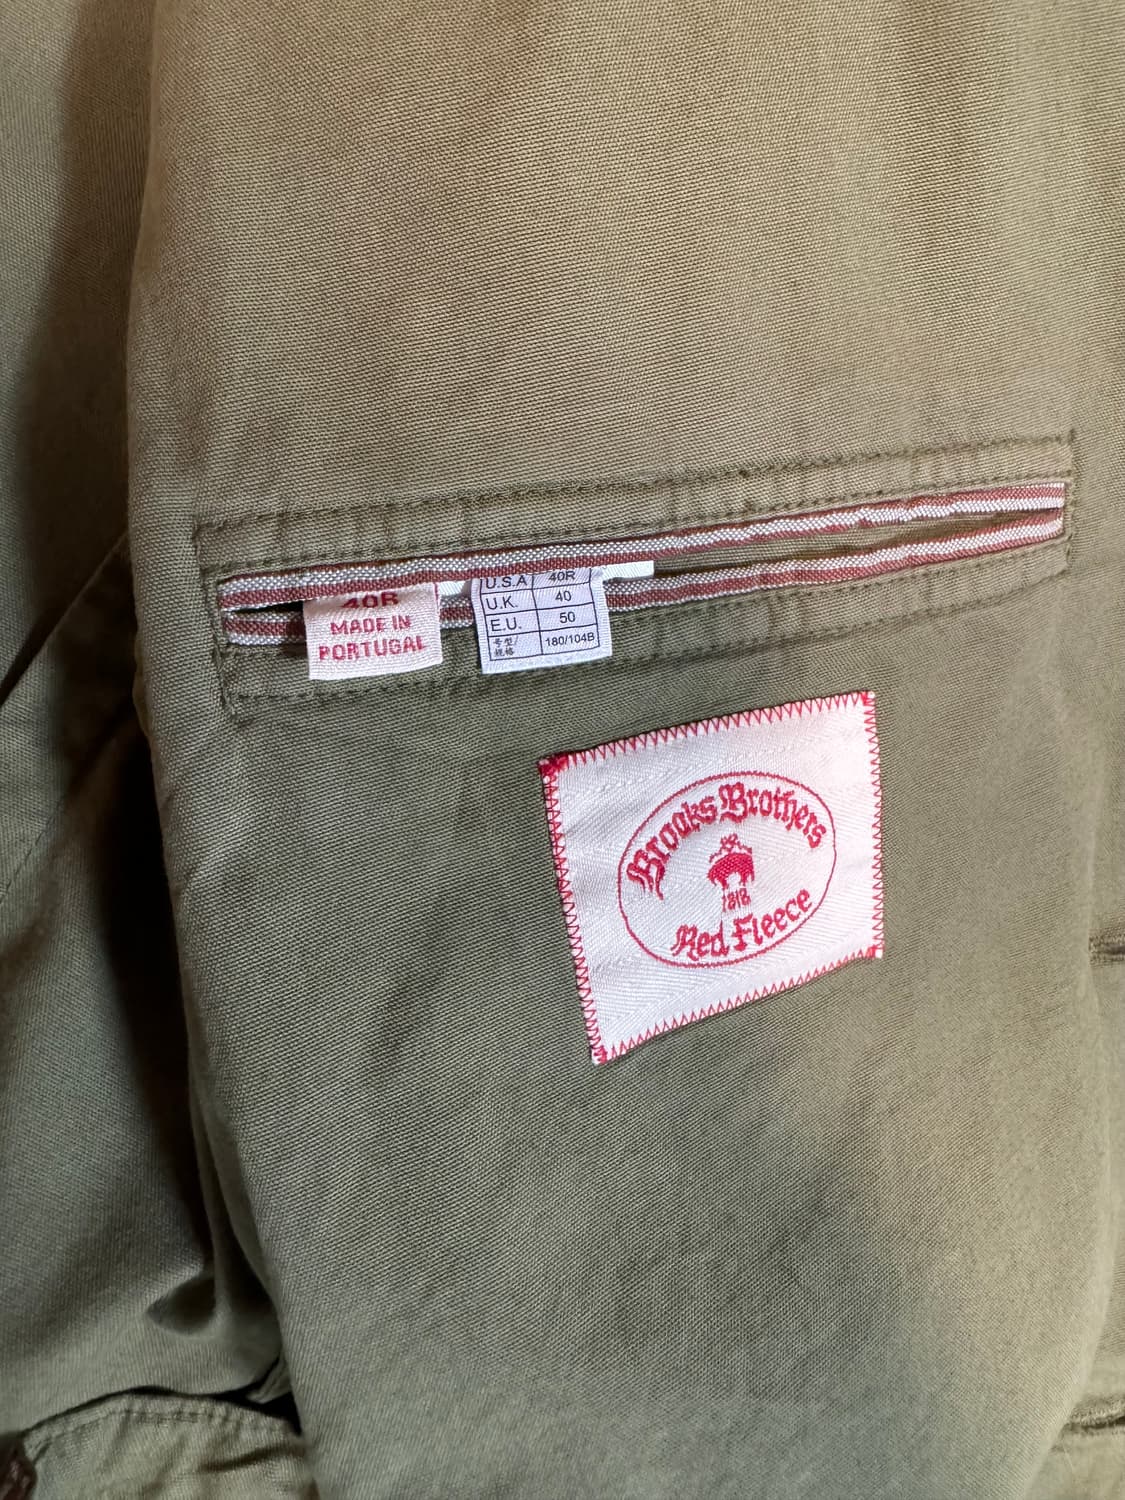 40R
MADE IN
PORTUGAL
U.S.A 40R
U.K. 40
E.U. 50
号型/
规格 180/104B
Brooks Brothers
1818
Red Fleece